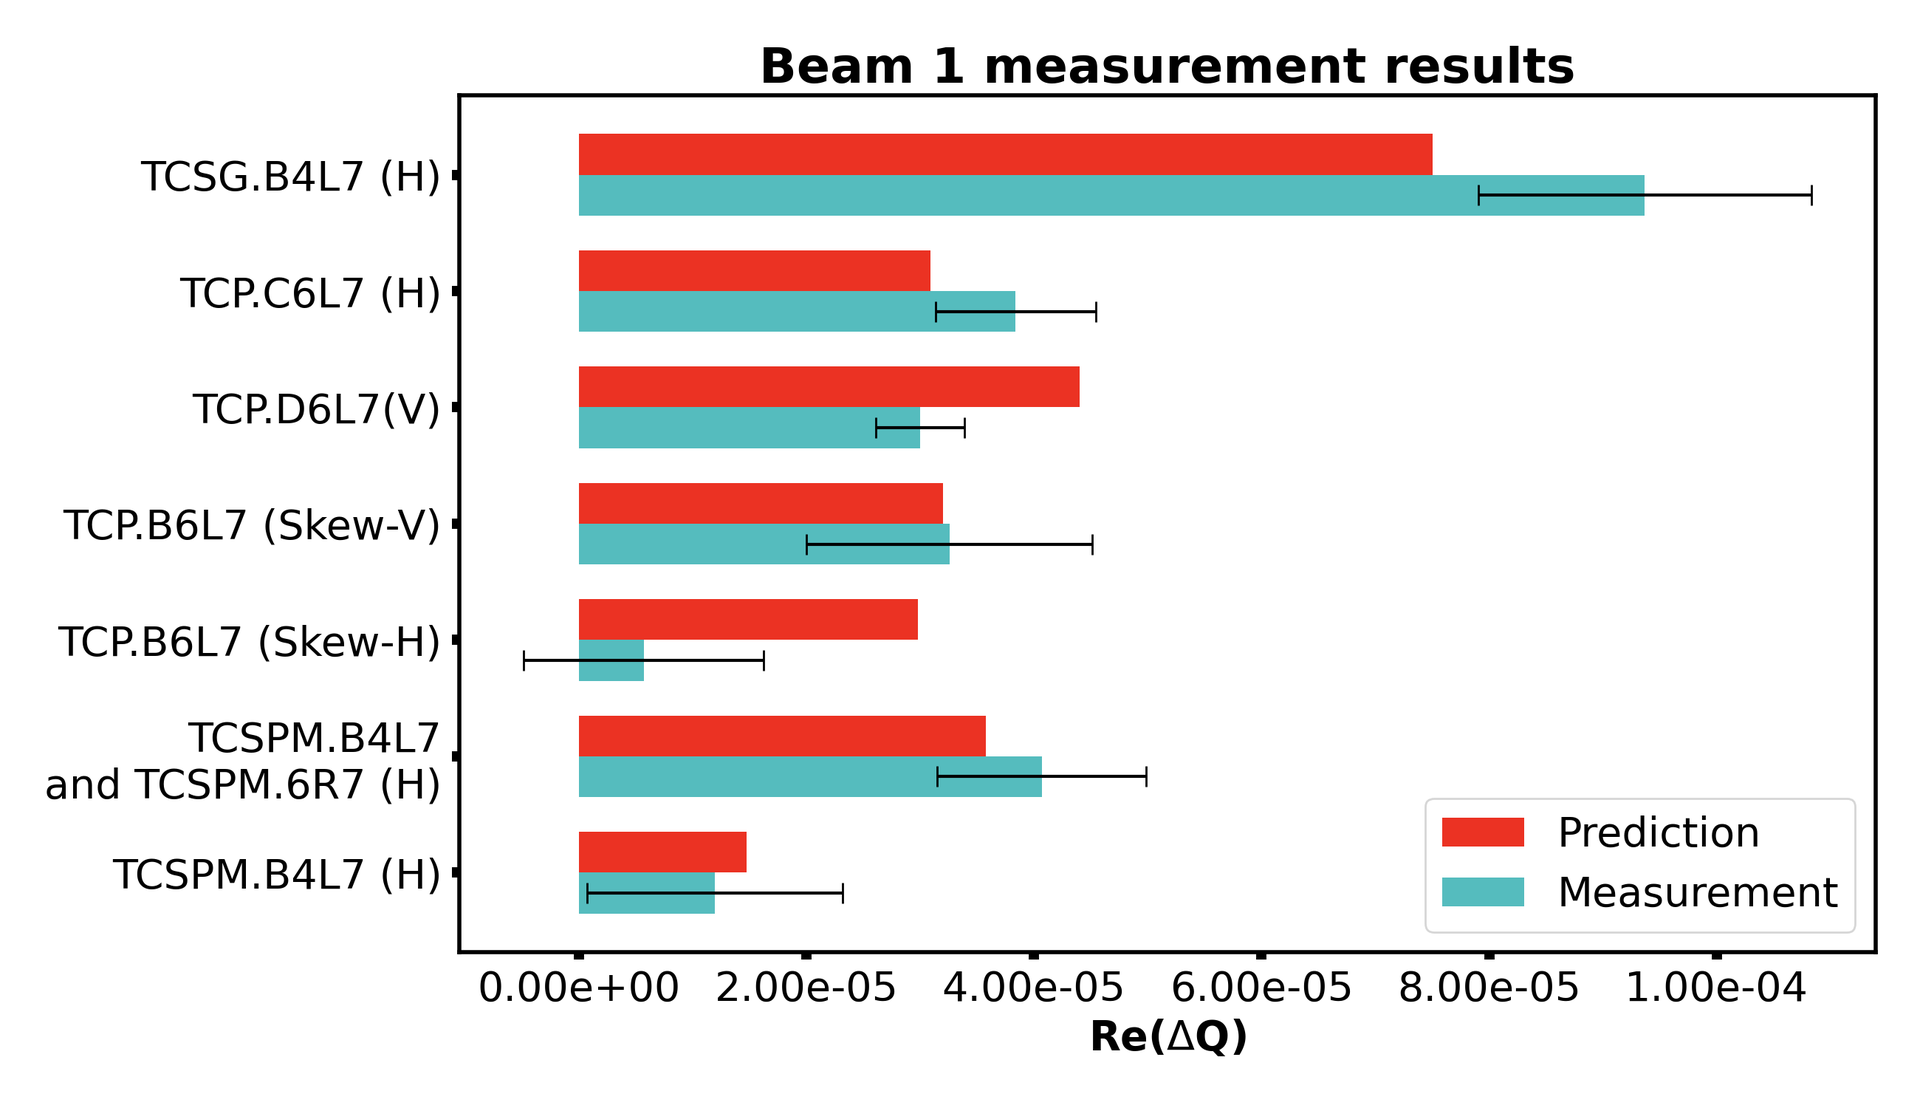 Beam 1 measurement results
TCSG.B4L7 (H)
TCP.C6L7 (H)
TCP.D6L7(V)
TCP.B6L7 (Skew-V)
TCP.B6L7 (Skew-H)
TCSPM.B4L7
and TCSPM.6R7 (H)
TCSPM.B4L7 (H)
Prediction
Measurement
0.00e+00 2.00e-05 4.00e-05 6.00e-05 8.00e-05 1.00e-04
Re(ΔQ)